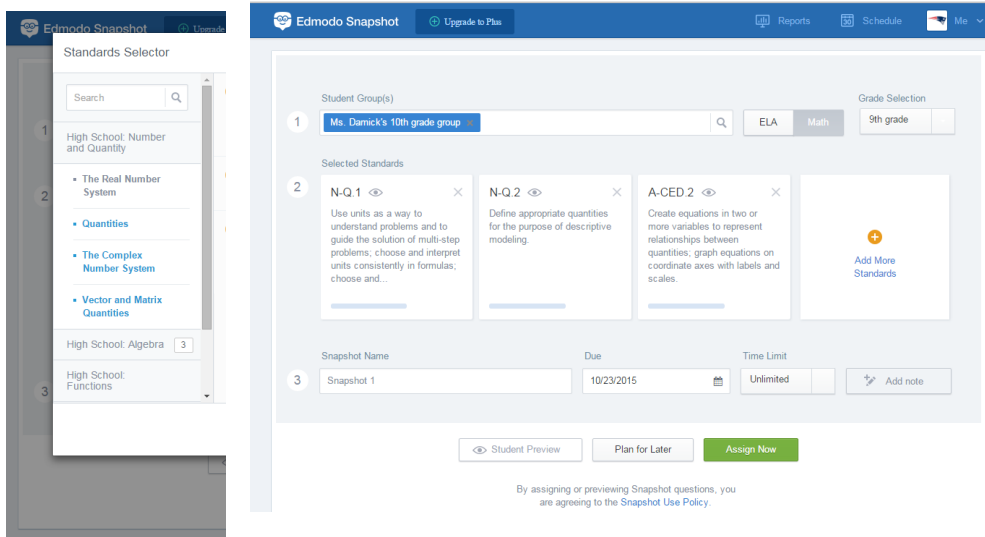 Edmodo Snapshot
Upgrade
Standards Selector
Search
High School: Number
and Quantity
The Real Number
System
Quantities
The Complex
Number System
Vector and Matrix
Quantities
High School: Algebra 3
High School:
Functions
1
2
3
Edmodo Snapshot
Upgrade to Plus
Reports
30 Schedule
Me
1
Student Group(s)
Ms. Damick's 10th grade group ×
ELA
Math
Grade Selection
9th grade
2
Selected Standards
N-Q.1
Use units as a way to
understand problems and to
guide the solution of multi-step
problems; choose and interpret
units consistently in formulas;
choose and...
N-Q.2
Define appropriate quantities
for the purpose of descriptive
modeling.
A-CED.2
Create equations in two or
more variables to represent
relationships between
quantities; graph equations on
coordinate axes with labels and
scales.
Add More
Standards
3
Snapshot Name
Snapshot 1
Due
10/23/2015
Time Limit
Unlimited
Add note
Student Preview
Plan for Later
Assign Now
By assigning or previewing Snapshot questions, you
are agreeing to the Snapshot Use Policy.